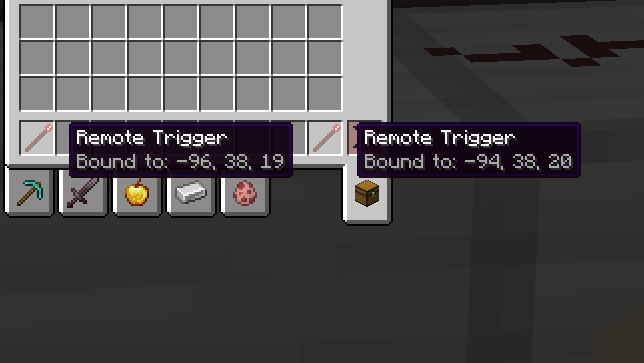 Remote Trigger
Bound to: -96, 38, 19
Remote Trigger
Bound to: -94, 38, 20